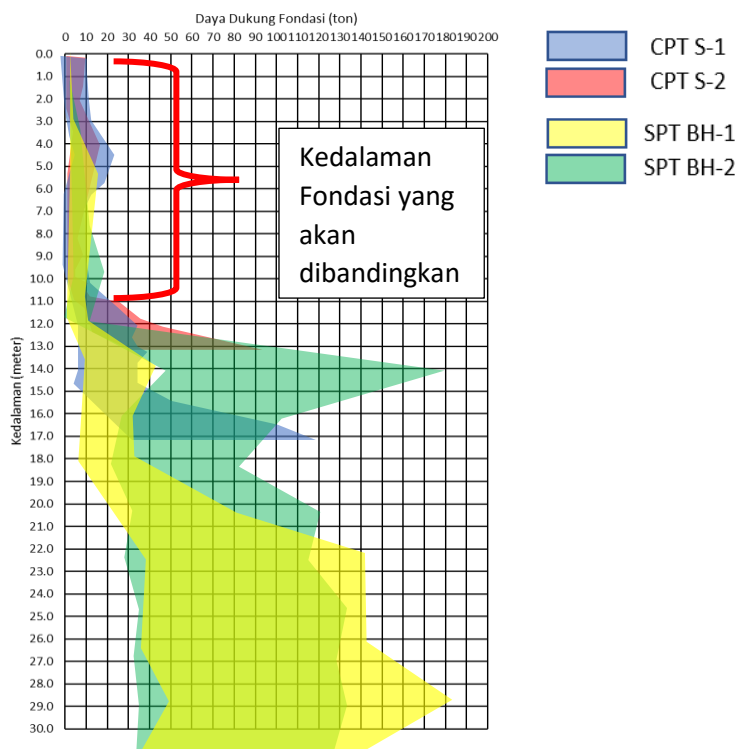 Daya Dukung Fondasi (ton)
0 10 20 30 40 50 60 70 80 90 100 110 120 130 140 150 160 170 180 190 200
0.0
1.0
2.0
3.0
4.0
5.0
6.0
7.0
8.0
9.0
10.0
11.0
12.0
13.0
14.0
15.0
16.0
17.0
18.0
19.0
20.0
21.0
22.0
23.0
24.0
25.0
26.0
27.0
28.0
29.0
30.0
Kedalaman (meter)
Kedalaman
Fondasi yang
akan
dibandingkan
CPT S-1
CPT S-2
SPT BH-1
SPT BH-2